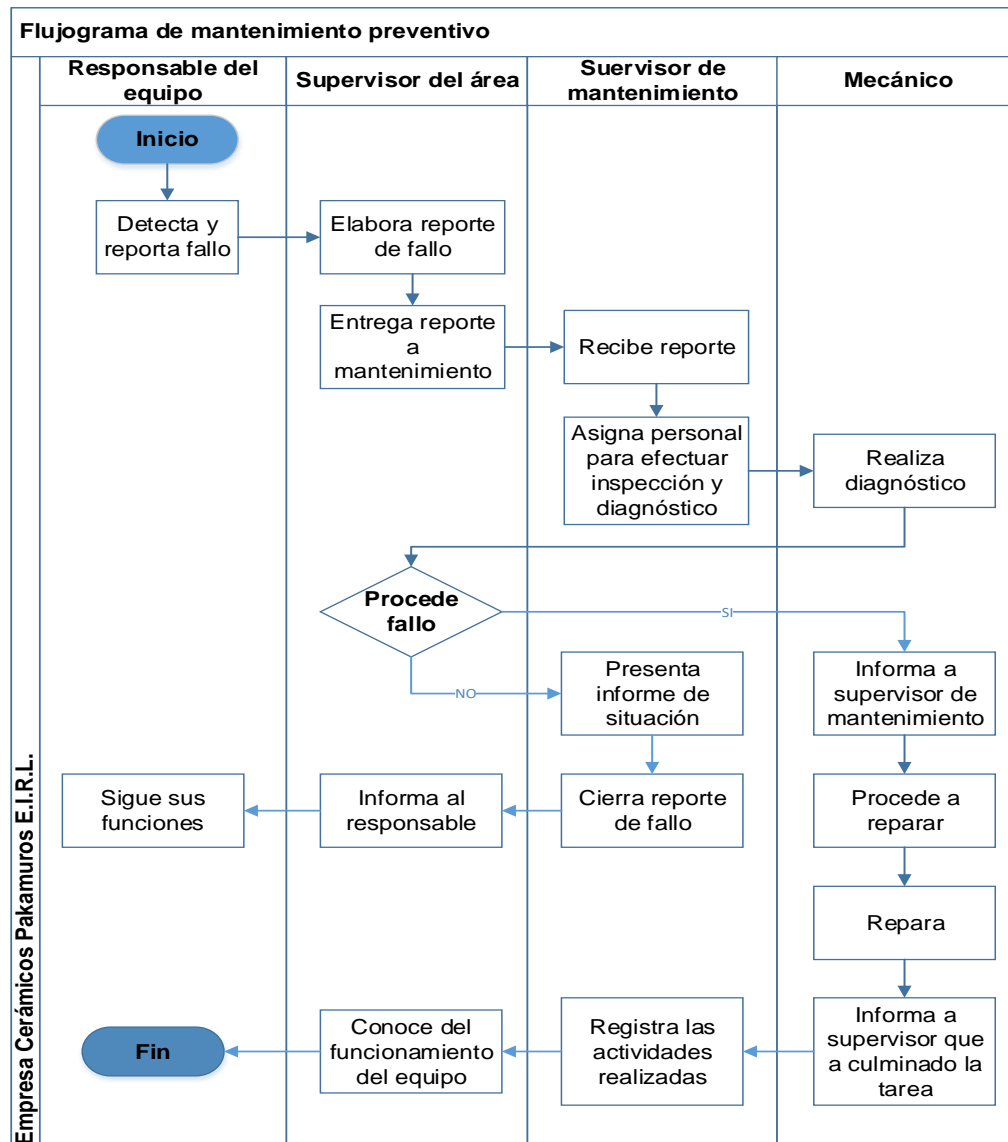 Flujograma de mantenimiento preventivo
Responsable del
equipo
Supervisor del área
Suervisor de
mantenimiento
Mecánico
Inicio
Detecta y
reporta fallo
Elabora reporte
de fallo
Entrega reporte
a
mantenimiento
Recibe reporte
Asigna personal
para efectuar
inspección y
diagnóstico
Realiza
diagnóstico
Procede
fallo
SI
NO
Presenta
informe de
situación
Informa a
supervisor de
mantenimiento
Sigue sus
funciones
Informa al
responsable
Cierra reporte
de fallo
Procede a
reparar
Repara
Fin
Conoce del
funcionamiento
del equipo
Registra las
actividades
realizadas
Informa a
supervisor que
a culminado la
tarea
Empresa Cerámicos Pakamuros E.I.R.L.